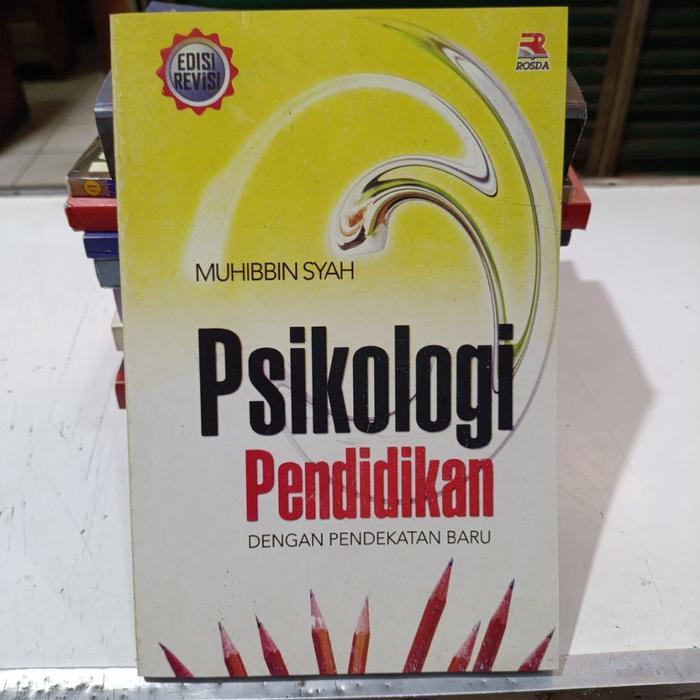 EDISI
REVISI
ROSDA
MUHIBBIN SYAH
Psikologi
Pendidikan
DENGAN PENDEKATAN BARU